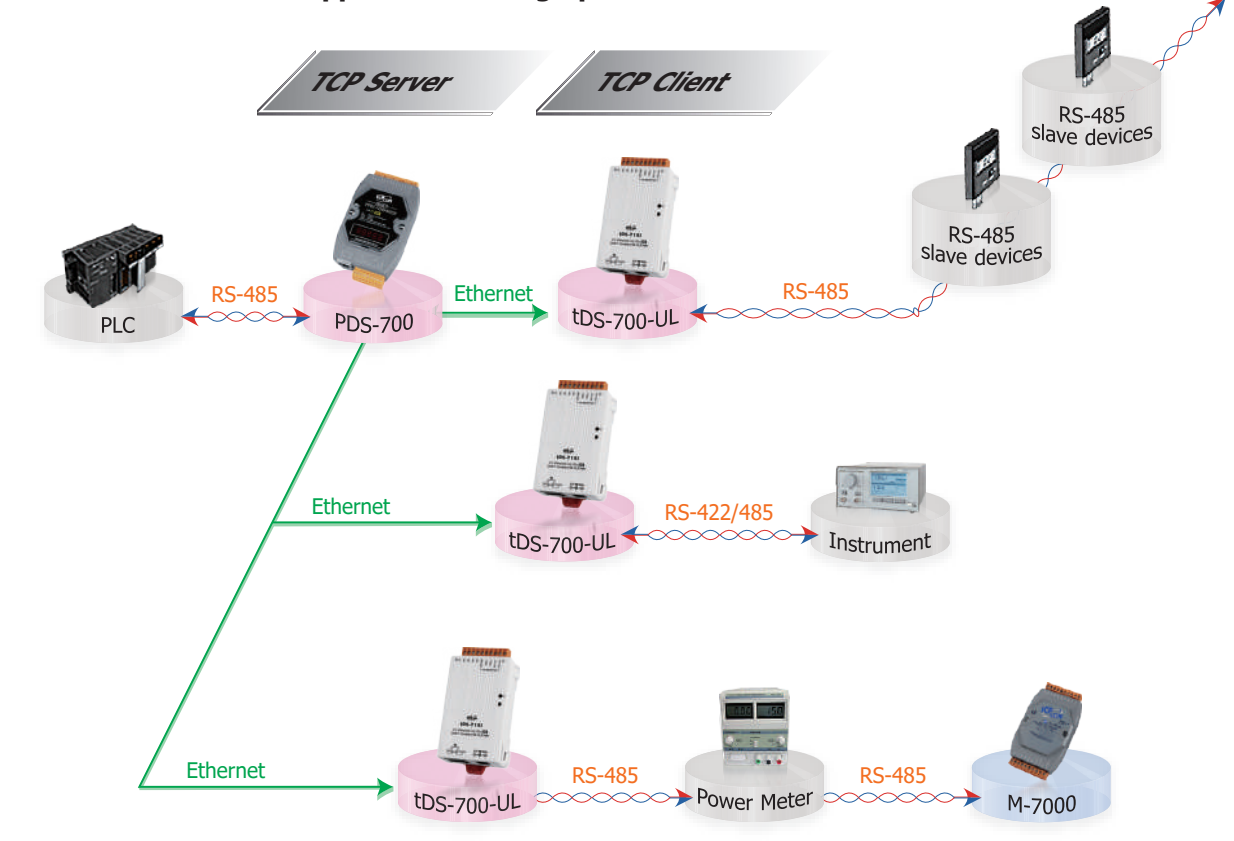 TCP Server
TCP Client
RS-485
slave devices
RS-485
slave devices
PLC
RS-485
PDS-700
Ethernet
tDS-700-UL
RS-485
Ethernet
tDS-700-UL
RS-422/485
Instrument
Ethernet
tDS-700-UL
RS-485
Power Meter
RS-485
M-7000